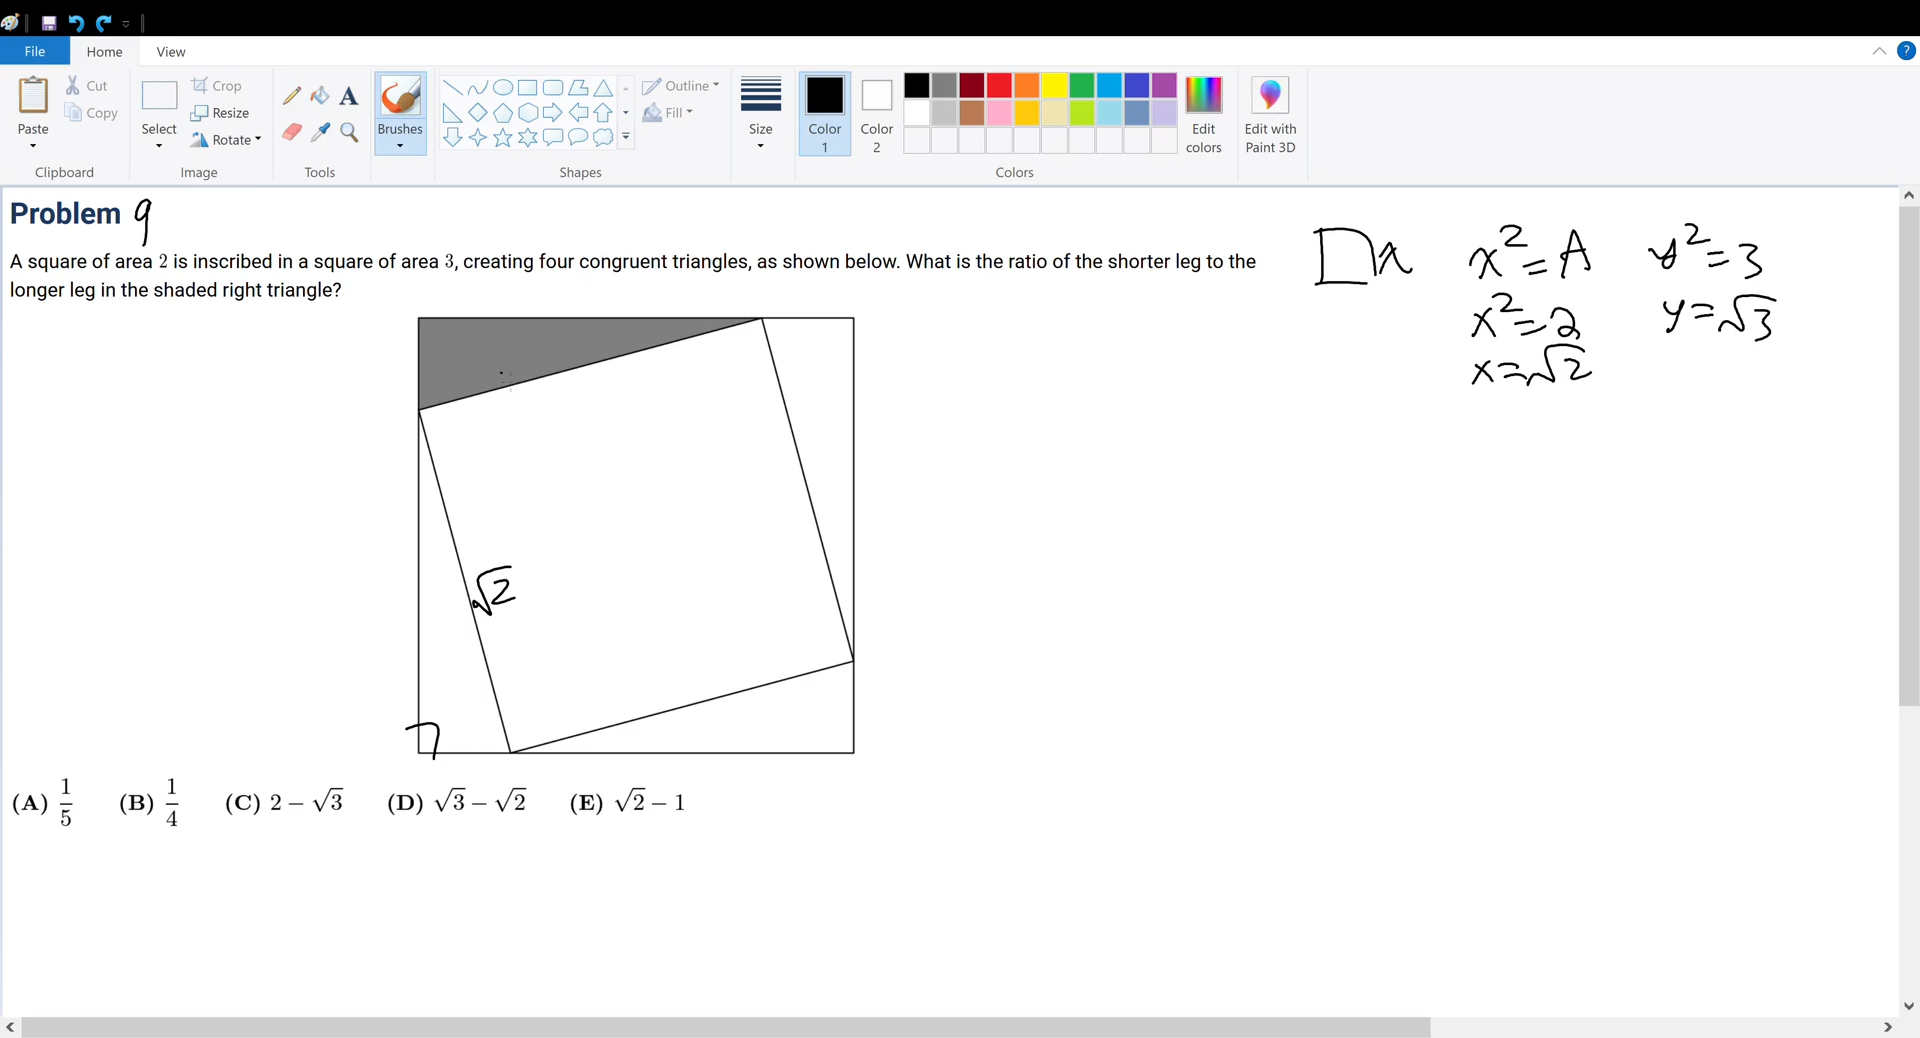 File Home View
Paste
Cut
Copy
Clipboard
Select
Crop
Resize
Rotate
Image
A
Tools
Brushes
Shapes
Outline
Fill
Size
Color 1
Color 2
Edit colors
Edit with Paint 3D
Colors
?
Problem 9
A square of area 2 is inscribed in a square of area 3, creating four congruent triangles, as shown below. What is the ratio of the shorter leg to the
longer leg in the shaded right triangle?
x
x² = A
x² = 2
x = √2
y² = 3
y = √3
√2
(A) 1/5 (B) 1/4 (C) 2 − √3 (D) √3 − √2 (E) √2 − 1